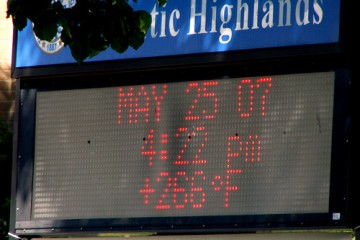 tic Highlands
MAY 25 07
4:22 pm
+266°F